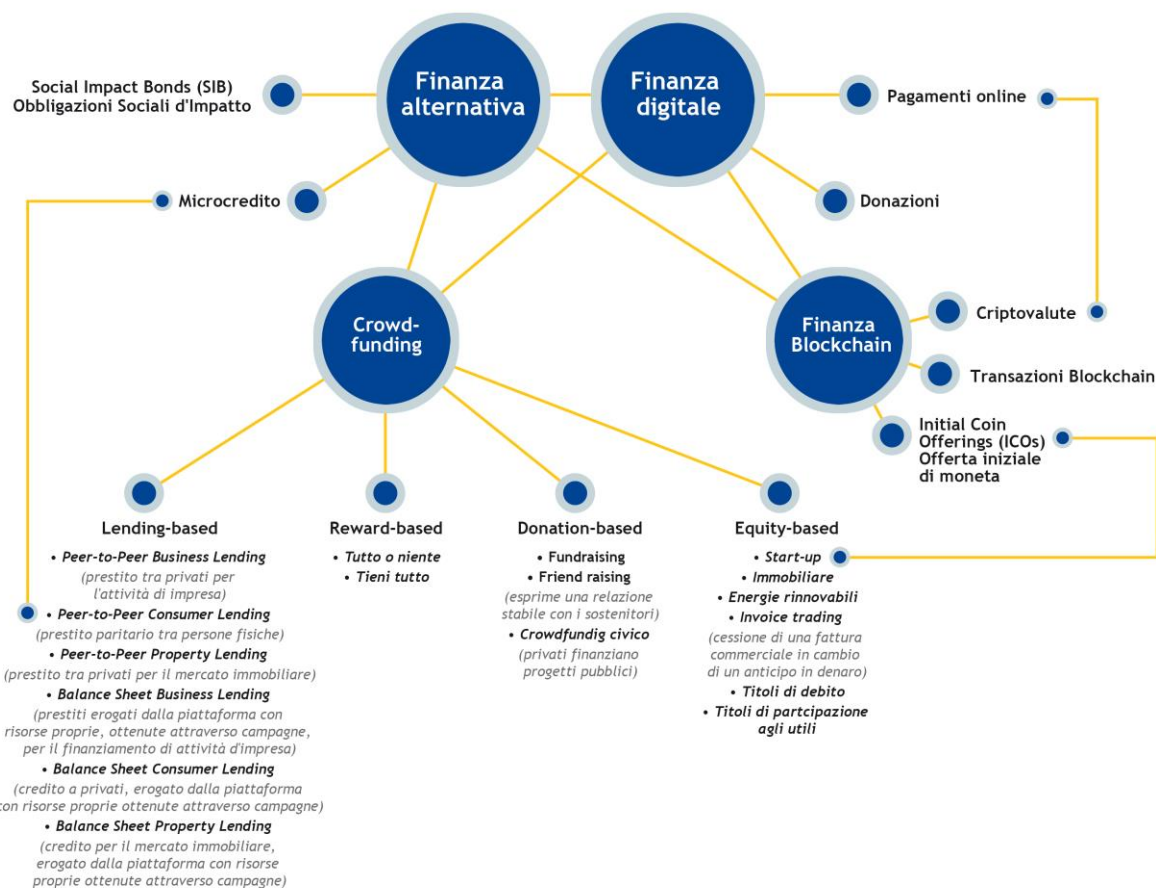 Finanza
alternativa
Finanza
digitale
Social Impact Bonds (SIB)
Obbligazioni Sociali d'Impatto
Pagamenti online
Microcredito
Donazioni
Crowd-
funding
Finanza
Blockchain
Criptovalute
Transazioni Blockchain
Initial Coin
Offerings (ICOs)
Offerta iniziale
di moneta
Lending-based
• Peer-to-Peer Business Lending
(prestito tra privati per
l'attività di impresa)
• Peer-to-Peer Consumer Lending
(prestito paritario tra persone fisiche)
• Peer-to-Peer Property Lending
(prestito tra privati per il mercato immobiliare)
• Balance Sheet Business Lending
(prestiti erogati dalla piattaforma con
risorse proprie, ottenute attraverso campagne,
per il finanziamento di attività d'impresa)
• Balance Sheet Consumer Lending
(credito a privati, erogato dalla piattaforma
con risorse proprie ottenute attraverso campagne)
• Balance Sheet Property Lending
(credito per il mercato immobiliare,
erogato dalla piattaforma con risorse
proprie ottenute attraverso campagne)
Reward-based
• Tutto o niente
• Tieni tutto
Donation-based
• Fundraising
• Friend raising
(esprime una relazione
stabile con i sostenitori)
• Crowdfundig civico
(privati finanziano
progetti pubblici)
Equity-based
• Start-up
• Immobiliare
• Energie rinnovabili
• Invoice trading
(cessione di una fattura
commerciale in cambio
di un anticipo in denaro)
• Titoli di debito
• Titoli di partcipazione
agli utili